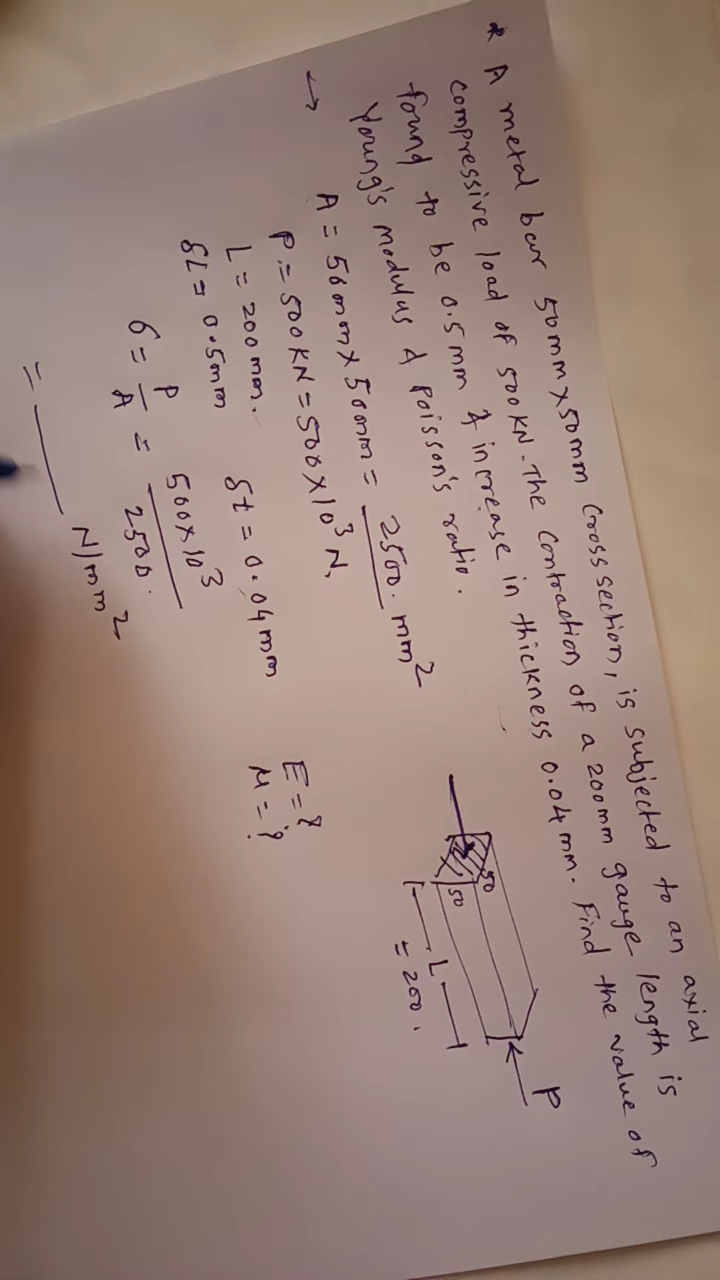 * A metal bar 50mm x 50mm Cross section, is subjected to an axial
compressive load of 500 KN. The Contraction of a 200mm gauge length is
found to be 0.5mm & increase in thickness 0.04 mm. Find the value of
Young's modulus & Poisson's ratio.
→ A = 50mm x 50mm = 2500. mm²
P = 500 KN = 500 x 10³ N,
L = 200 mm. δt = 0.04 mm E = ?
δL = 0.5mm μ = ?
σ = P/A = 500 x 10³/2500.
= ____ N/mm²
50
50
L
= 200.
P